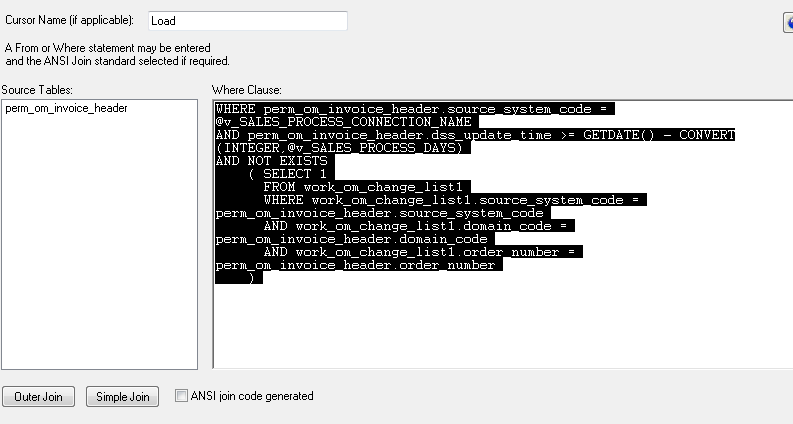 Cursor Name (if applicable): Load
A From or Where statement may be entered
and the ANSI Join standard selected if required.
Source Tables:
perm_om_invoice_header
Where Clause:
WHERE perm_om_invoice_header.source_system_code =
@v_SALES_PROCESS_CONNECTION_NAME
AND perm_om_invoice_header.dss_update_time >= GETDATE() - CONVERT
(INTEGER,@v_SALES_PROCESS_DAYS)
AND NOT EXISTS
( SELECT 1
FROM work_om_change_list1
WHERE work_om_change_list1.source_system_code =
perm_om_invoice_header.source_system_code
AND work_om_change_list1.domain_code =
perm_om_invoice_header.domain_code
AND work_om_change_list1.order_number =
perm_om_invoice_header.order_number
)
Outer Join Simple Join ANSI join code generated